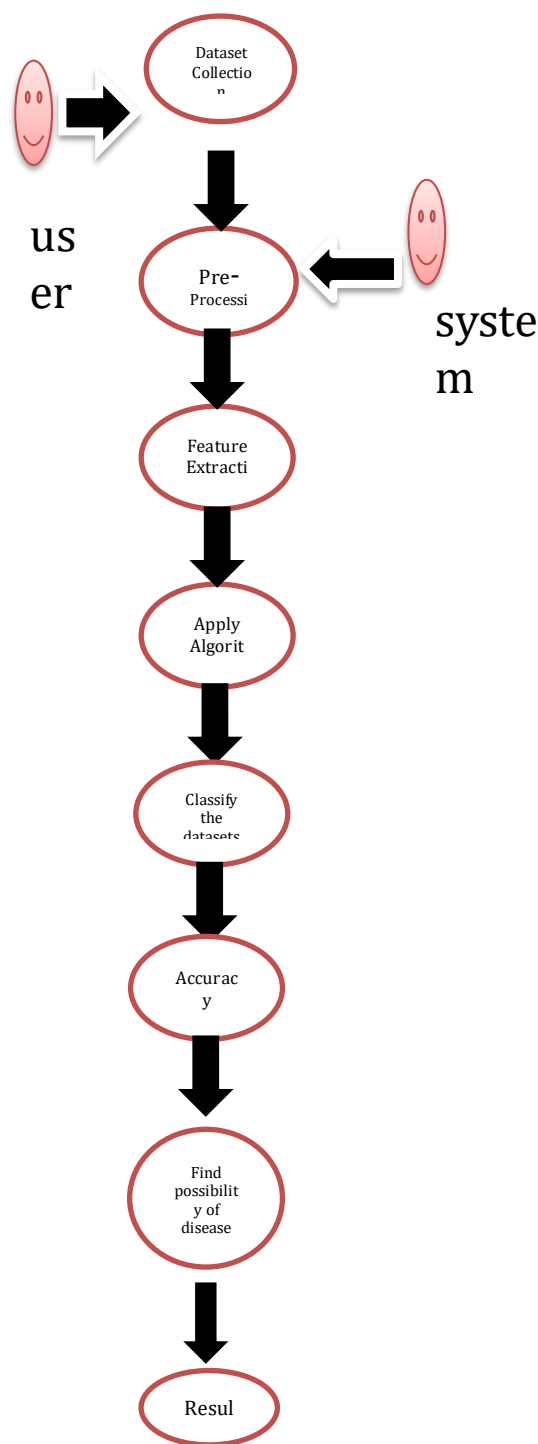 Dataset
Collectio
n
us
er
Pre-
Processi
syste
m
Feature
Extracti
Apply
Algorit
Classify
the
datasets
Accurac
y
Find
possibilit
y of
disease
Resul